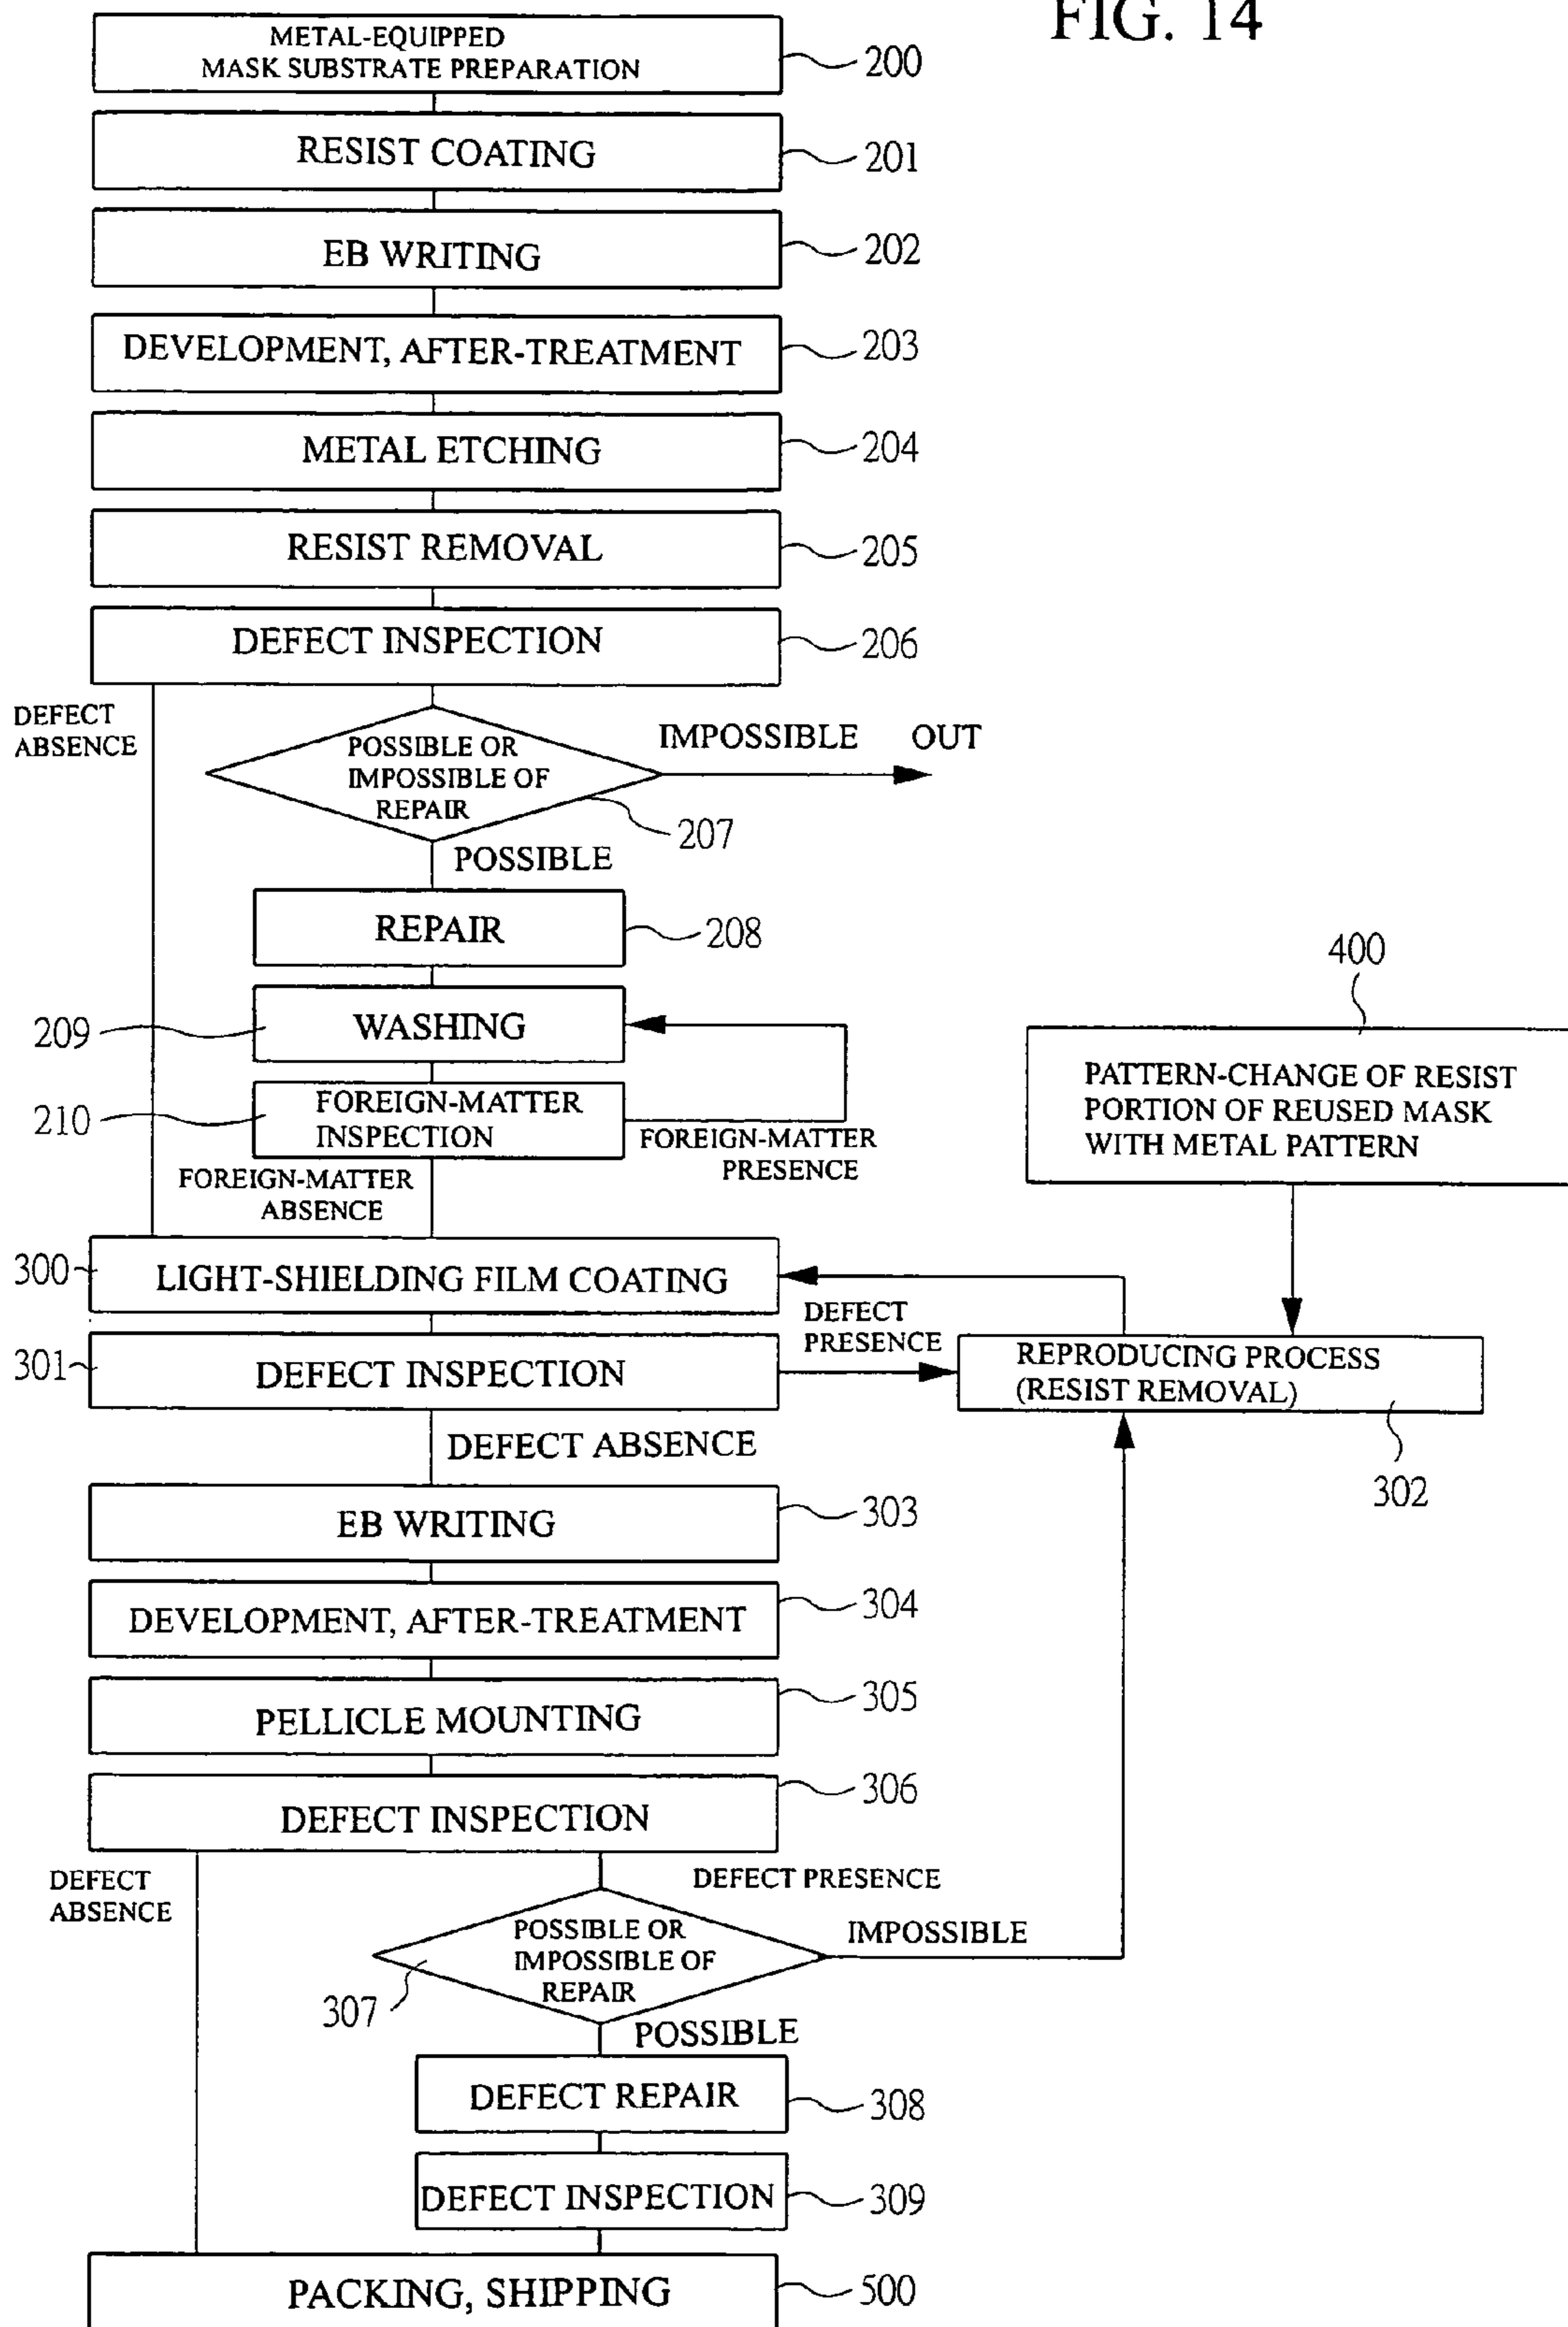 FIG. 14
METAL-EQUIPPED
MASK SUBSTRATE PREPARATION
200
RESIST COATING
201
EB WRITING
202
DEVELOPMENT, AFTER-TREATMENT
203
METAL ETCHING
204
RESIST REMOVAL
205
DEFECT INSPECTION
206
DEFECT
ABSENCE
POSSIBLE OR
IMPOSSIBLE OF
REPAIR
IMPOSSIBLE
OUT
207
POSSIBLE
REPAIR
208
WASHING
209
FOREIGN-MATTER
INSPECTION
210
FOREIGN-MATTER
PRESENCE
FOREIGN-MATTER
ABSENCE
400
PATTERN-CHANGE OF RESIST
PORTION OF REUSED MASK
WITH METAL PATTERN
300
LIGHT-SHIELDING FILM COATING
301
DEFECT INSPECTION
DEFECT
PRESENCE
REPRODUCING PROCESS
(RESIST REMOVAL)
302
DEFECT ABSENCE
EB WRITING
303
DEVELOPMENT, AFTER-TREATMENT
304
PELLICLE MOUNTING
305
DEFECT INSPECTION
306
DEFECT
ABSENCE
DEFECT PRESENCE
POSSIBLE OR
IMPOSSIBLE OF
REPAIR
IMPOSSIBLE
307
POSSIBLE
DEFECT REPAIR
308
DEFECT INSPECTION
309
PACKING, SHIPPING
500